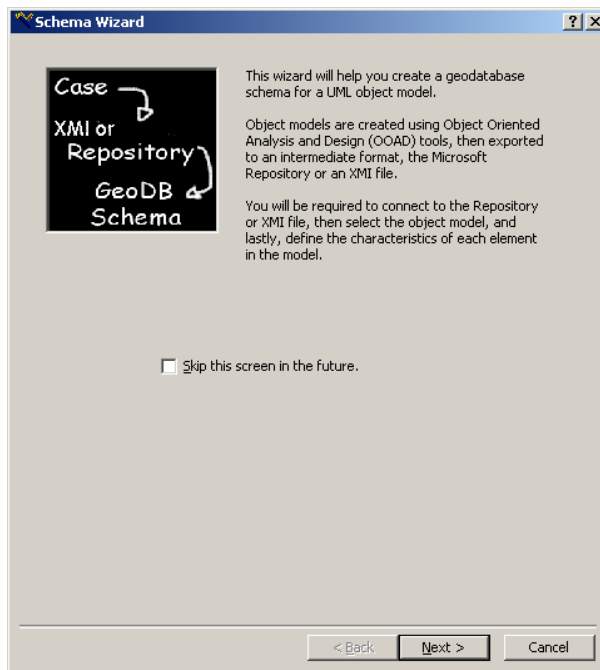 Schema Wizard
Case
XMI or
Repository
GeoDB
Schema
This wizard will help you create a geodatabase
schema for a UML object model.
Object models are created using Object Oriented
Analysis and Design (OOAD) tools, then exported
to an intermediate format, the Microsoft
Repository or an XMI file.
You will be required to connect to the Repository
or XMI file, then select the object model, and
lastly, define the characteristics of each element
in the model.
Skip this screen in the future.
< Back Next > Cancel